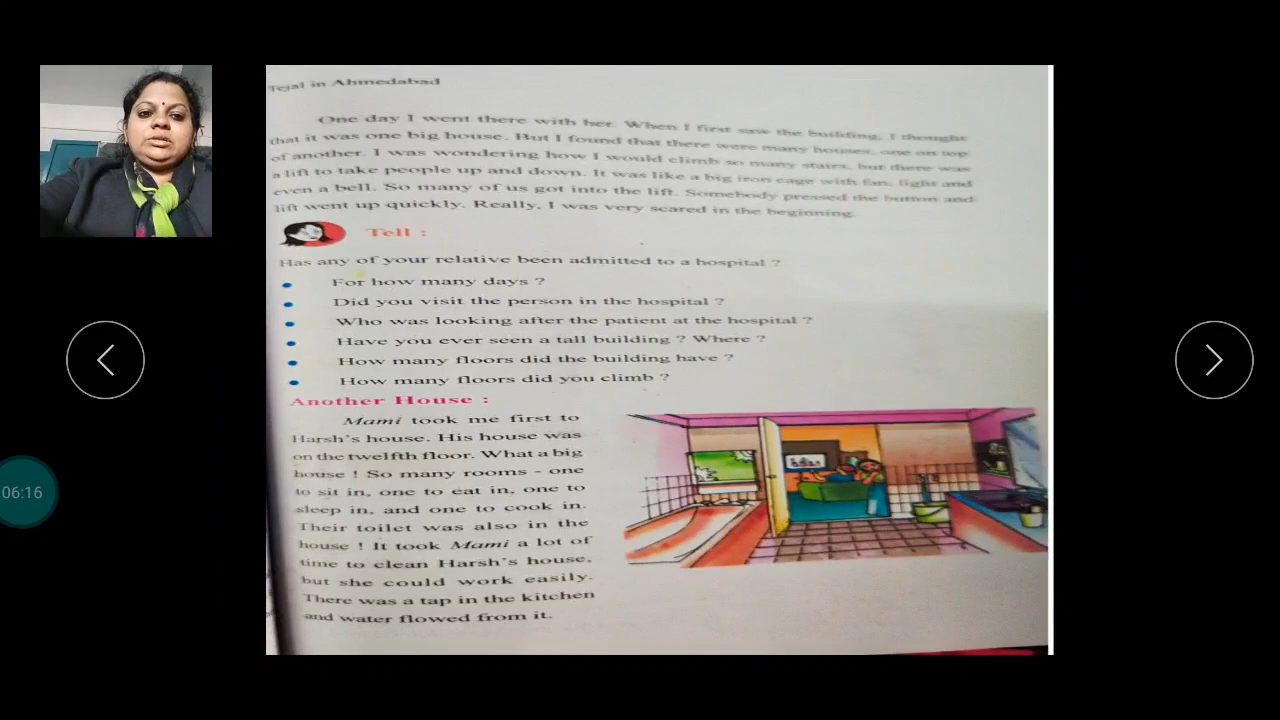 Tejal in Ahmedabad
One day I went there with her. When I first saw the building, I thought
that it was one big house. But I found that there were many houses, one on top
of another. I was wondering how I would climb so many stairs, but there was
a lift to take people up and down. It was like a big iron cage with fan, light and
even a bell. So many of us got into the lift. Somebody pressed the button and
lift went up quickly. Really, I was very scared in the beginning.
Tell :
Has any of your relative been admitted to a hospital ?
• For how many days ?
• Did you visit the person in the hospital ?
• Who was looking after the patient at the hospital ?
• Have you ever seen a tall building ? Where ?
• How many floors did the building have ?
• How many floors did you climb ?
Another House :
Mami took me first to
Harsh's house. His house was
on the twelfth floor. What a big
house ! So many rooms - one
to sit in, one to eat in, one to
sleep in, and one to cook in.
Their toilet was also in the
house ! It took Mami a lot of
time to clean Harsh's house,
but she could work easily.
There was a tap in the kitchen
and water flowed from it.
06:16